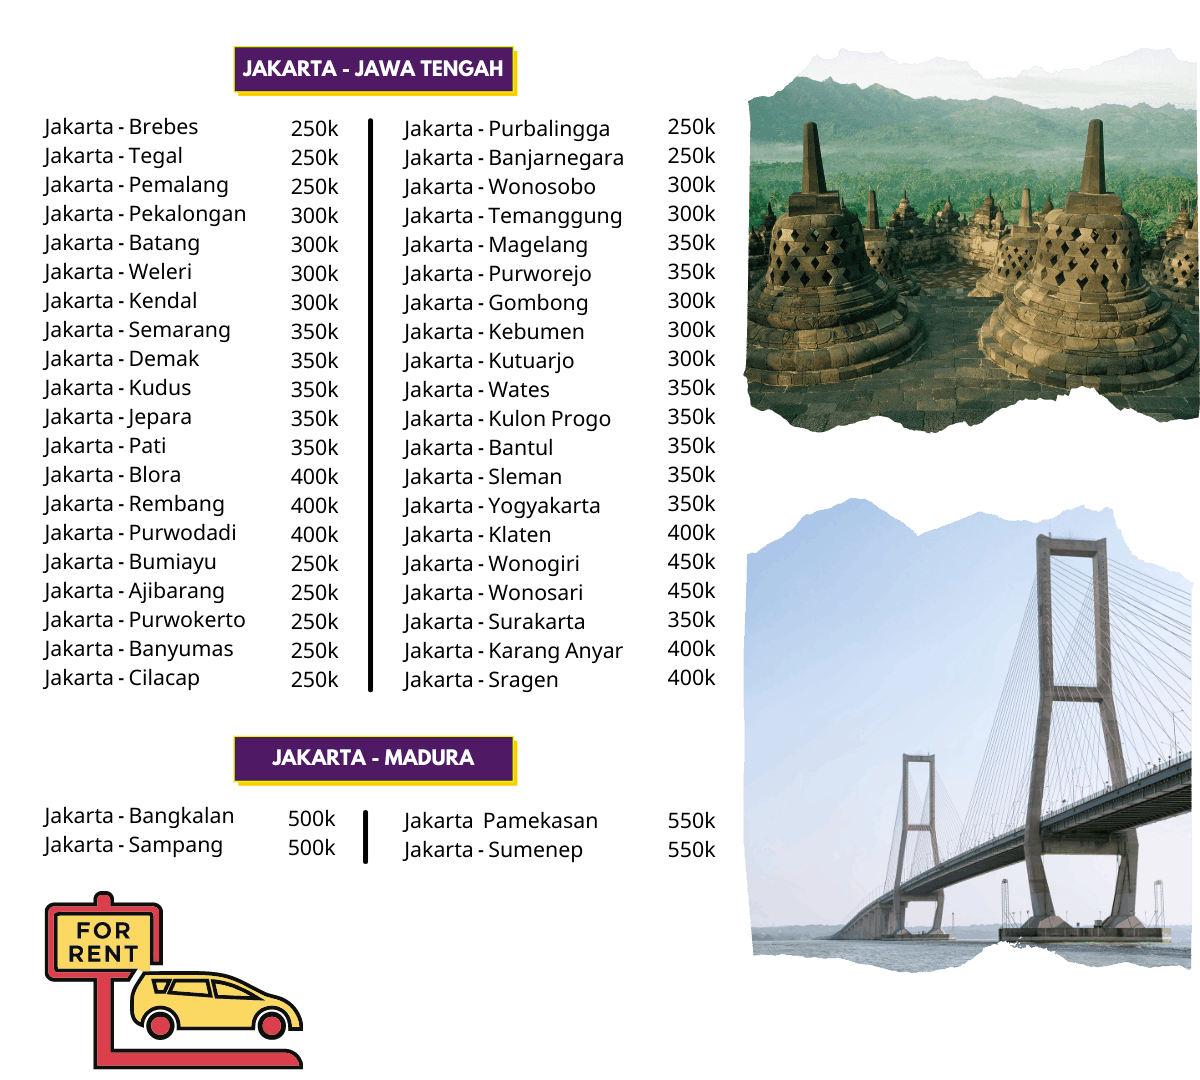 JAKARTA - JAWA TENGAH
Jakarta - Brebes 250k
Jakarta - Tegal 250k
Jakarta - Pemalang 250k
Jakarta - Pekalongan 300k
Jakarta - Batang 300k
Jakarta - Weleri 300k
Jakarta - Kendal 300k
Jakarta - Semarang 350k
Jakarta - Demak 350k
Jakarta - Kudus 350k
Jakarta - Jepara 350k
Jakarta - Pati 350k
Jakarta - Blora 400k
Jakarta - Rembang 400k
Jakarta - Purwodadi 400k
Jakarta - Bumiayu 250k
Jakarta - Ajibarang 250k
Jakarta - Purwokerto 250k
Jakarta - Banyumas 250k
Jakarta - Cilacap 250k
Jakarta - Purbalingga 250k
Jakarta - Banjarnegara 250k
Jakarta - Wonosobo 300k
Jakarta - Temanggung 300k
Jakarta - Magelang 350k
Jakarta - Purworejo 350k
Jakarta - Gombong 300k
Jakarta - Kebumen 300k
Jakarta - Kutuarjo 300k
Jakarta - Wates 350k
Jakarta - Kulon Progo 350k
Jakarta - Bantul 350k
Jakarta - Sleman 350k
Jakarta - Yogyakarta 350k
Jakarta - Klaten 400k
Jakarta - Wonogiri 450k
Jakarta - Wonosari 450k
Jakarta - Surakarta 350k
Jakarta - Karang Anyar 400k
Jakarta - Sragen 400k
JAKARTA - MADURA
Jakarta - Bangkalan 500k
Jakarta - Sampang 500k
Jakarta Pamekasan 550k
Jakarta - Sumenep 550k
FOR
RENT